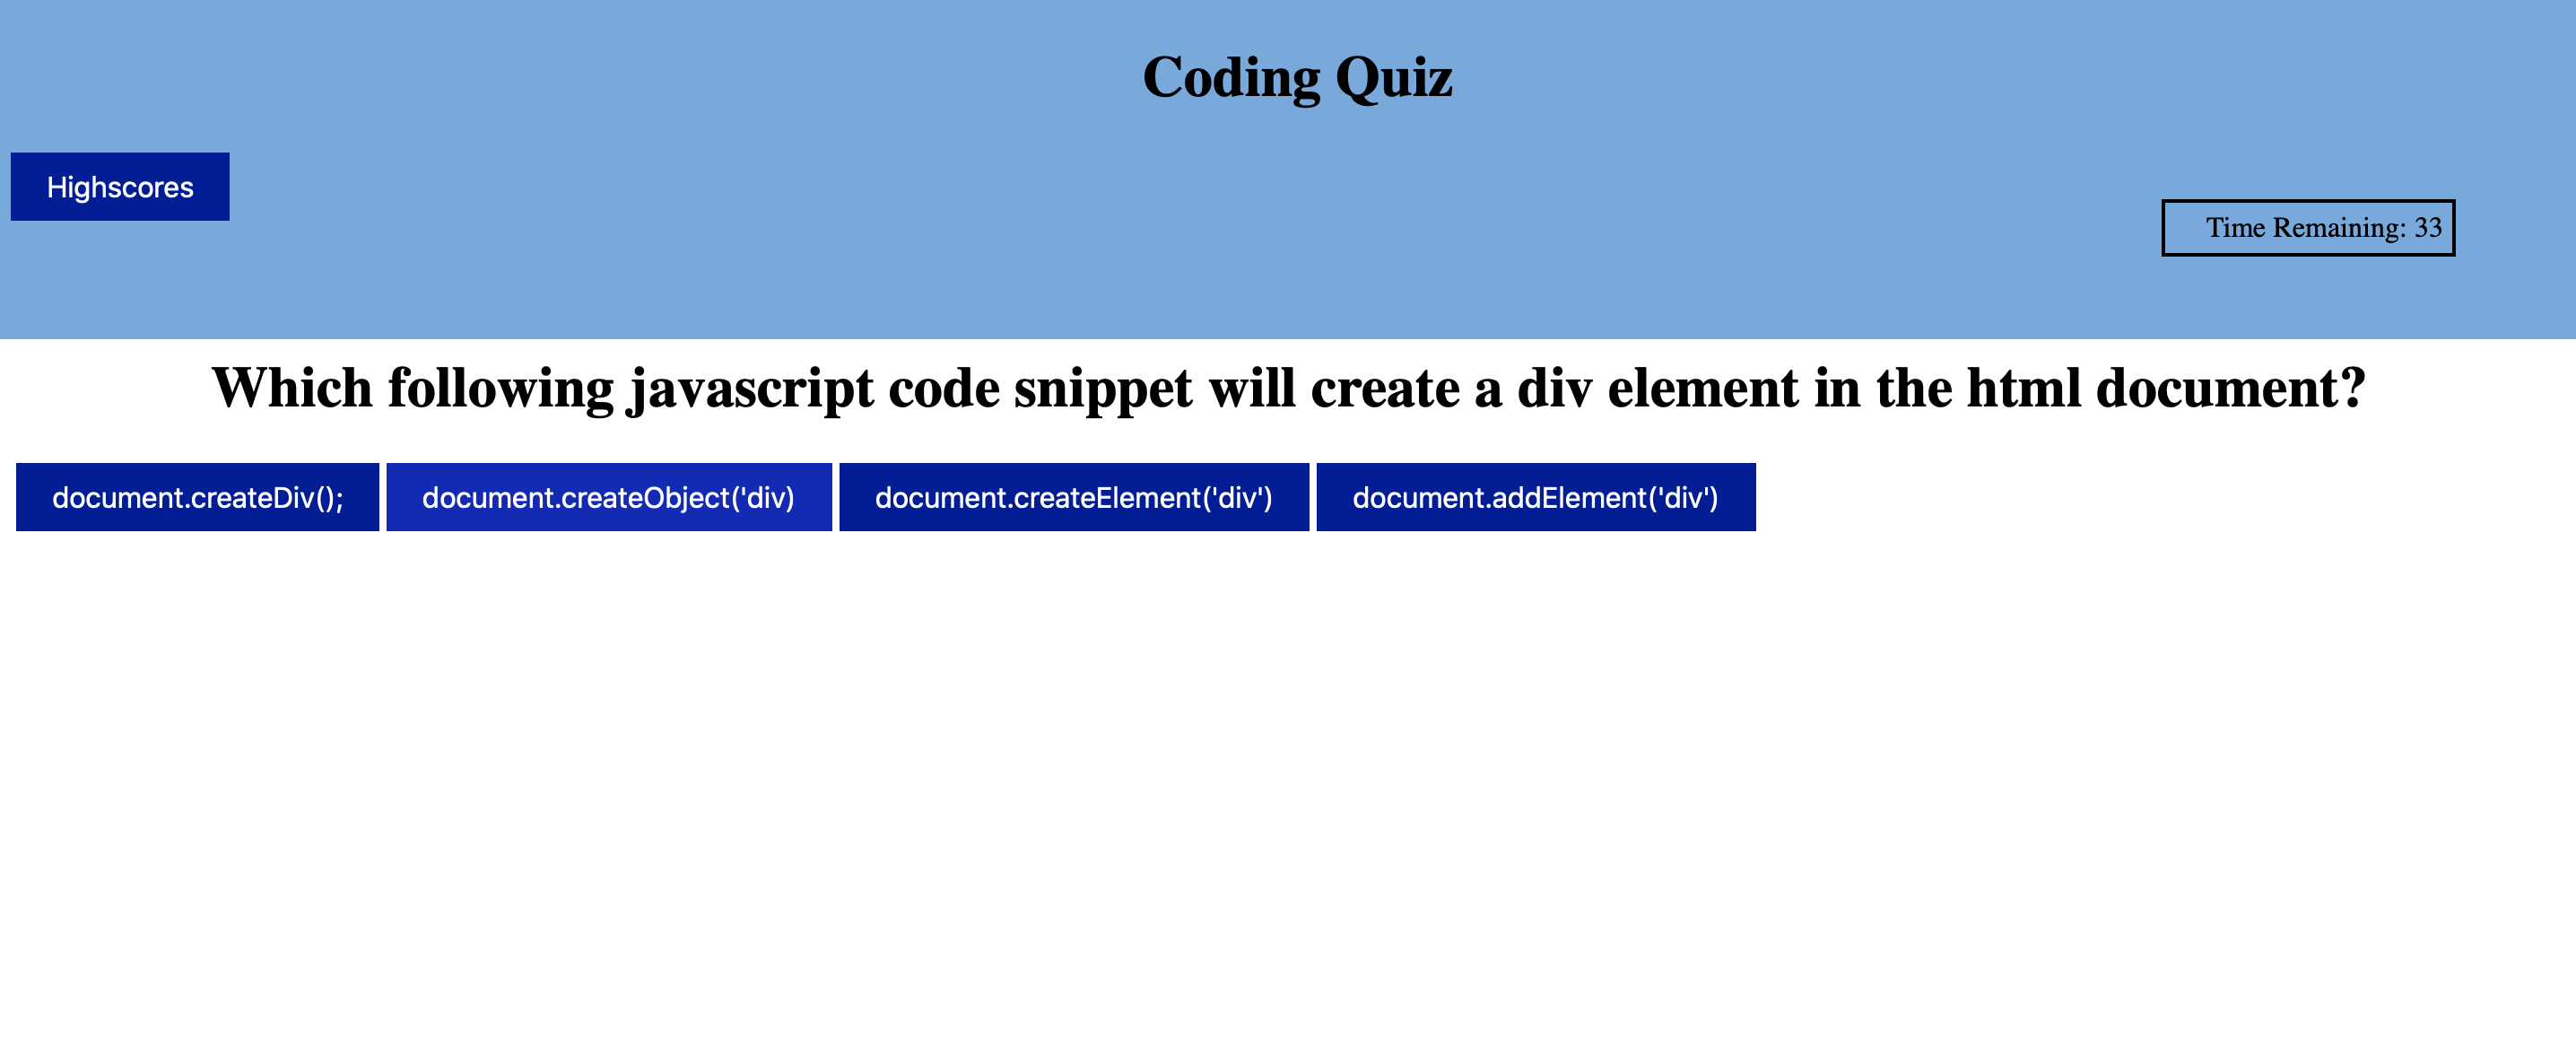 Coding Quiz
Highscores
Time Remaining: 33
Which following javascript code snippet will create a div element in the html document?
document.createDiv(); document.createObject('div) document.createElement('div') document.addElement('div')